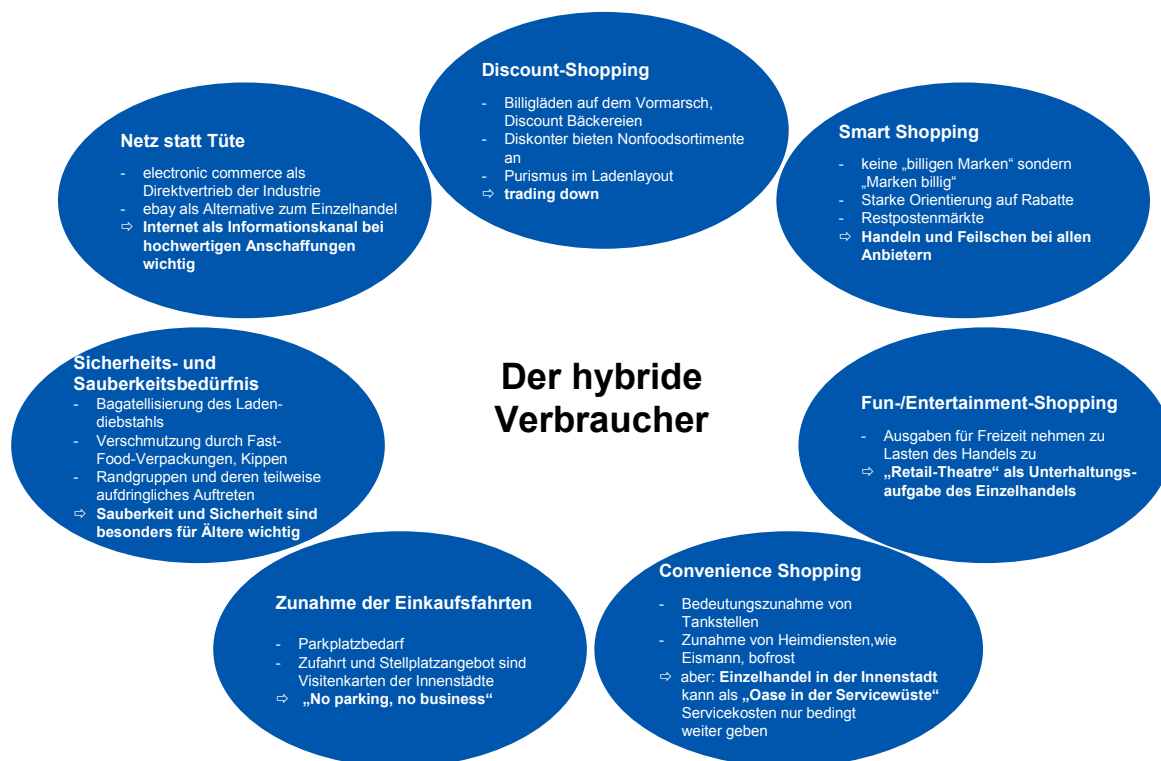 Discount-Shopping
- Billigläden auf dem Vormarsch,
Discount Bäckereien
- Diskonter bieten Nonfoodsortimente
an
- Purismus im Ladenlayout
⇨ trading down
Netz statt Tüte
- electronic commerce als
Direktvertrieb der Industrie
- ebay als Alternative zum Einzelhandel
⇨ Internet als Informationskanal bei
hochwertigen Anschaffungen
wichtig
Smart Shopping
- keine „billigen Marken“ sondern
„Marken billig“
- Starke Orientierung auf Rabatte
- Restpostenmärkte
⇨ Handeln und Feilschen bei allen
Anbietern
Der hybride
Verbraucher
Sicherheits- und
Sauberkeitsbedürfnis
- Bagatellisierung des Laden-
diebstahls
- Verschmutzung durch Fast-
Food-Verpackungen, Kippen
- Randgruppen und deren teilweise
aufdringliches Auftreten
⇨ Sauberkeit und Sicherheit sind
besonders für Ältere wichtig
Fun-/Entertainment-Shopping
- Ausgaben für Freizeit nehmen zu
Lasten des Handels zu
⇨ „Retail-Theatre“ als Unterhaltungs-
aufgabe des Einzelhandels
Zunahme der Einkaufsfahrten
- Parkplatzbedarf
- Zufahrt und Stellplatzangebot sind
Visitenkarten der Innenstädte
⇨ „No parking, no business“
Convenience Shopping
- Bedeutungszunahme von
Tankstellen
- Zunahme von Heimdiensten,wie
Eismann, bofrost
⇨ aber: Einzelhandel in der Innenstadt
kann als „Oase in der Servicewüste“
Servicekosten nur bedingt
weiter geben